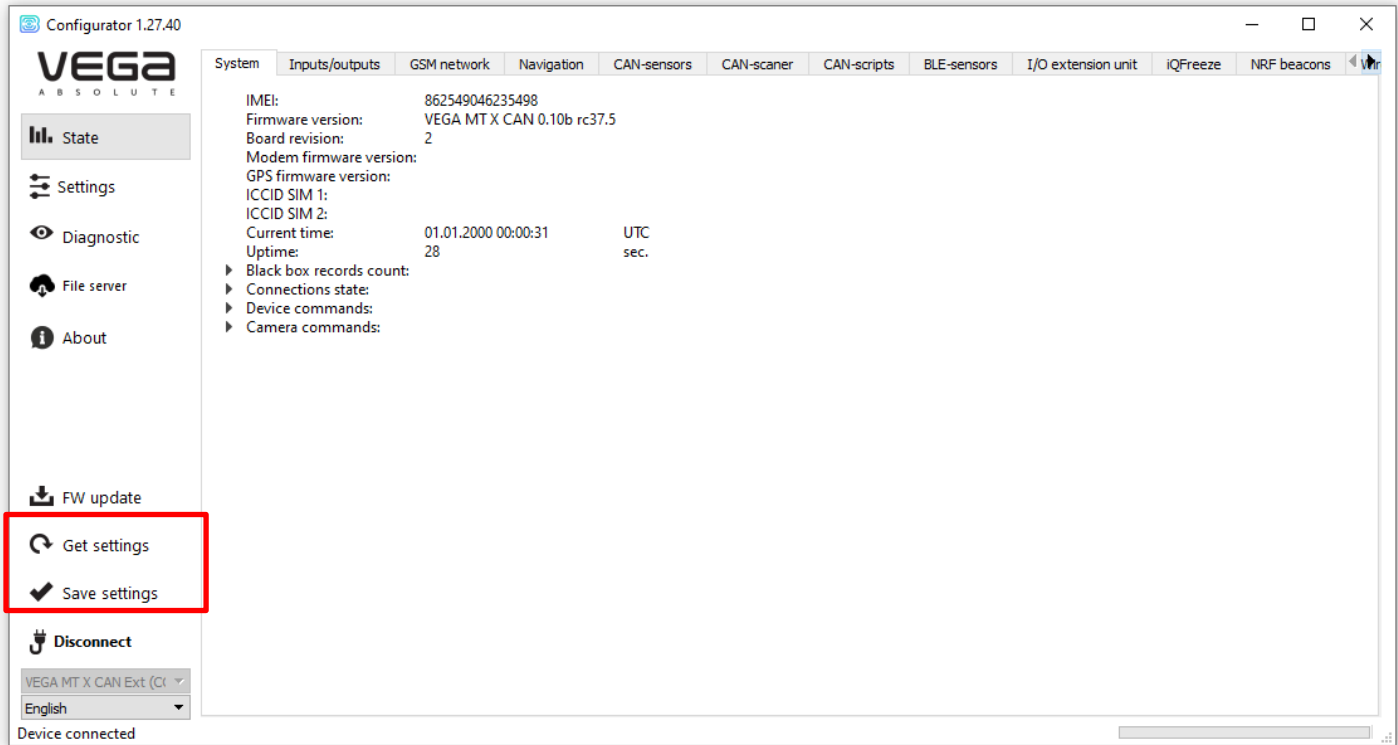 Configurator 1.27.40
VEGA
ABSOLUTE
System Inputs/outputs GSM network Navigation CAN-sensors CAN-scaner CAN-scripts BLE-sensors I/O extension unit iQFreeze NRF beacons
State
Settings
Diagnostic
File server
About
IMEI: 862549046235498
Firmware version: VEGA MT X CAN 0.10b rc37.5
Board revision: 2
Modem firmware version:
GPS firmware version:
ICCID SIM 1:
ICCID SIM 2:
Current time: 01.01.2000 00:00:31 UTC
Uptime: 28 sec.
Black box records count:
Connections state:
Device commands:
Camera commands:
FW update
Get settings
Save settings
Disconnect
VEGA MT X CAN Ext (C
English
Device connected